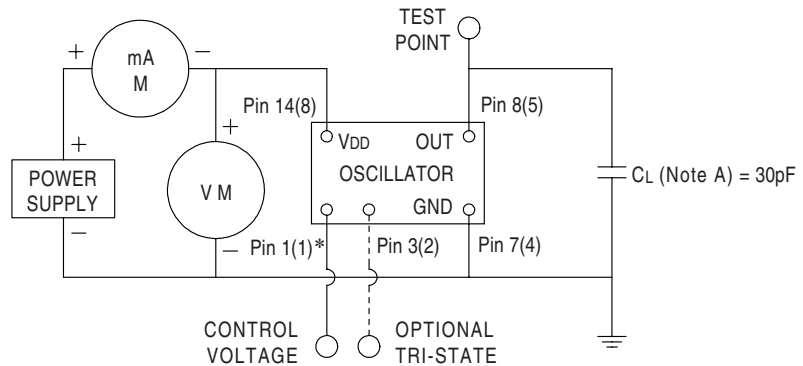 TEST
POINT
+ mA −
M
Pin 14(8)
Pin 8(5)
+
+
VDD OUT
POWER
SUPPLY
V M
OSCILLATOR
CL (Note A) = 30pF
GND
−
−
Pin 1(1)*
Pin 3(2)
Pin 7(4)
CONTROL
VOLTAGE
OPTIONAL
TRI-STATE